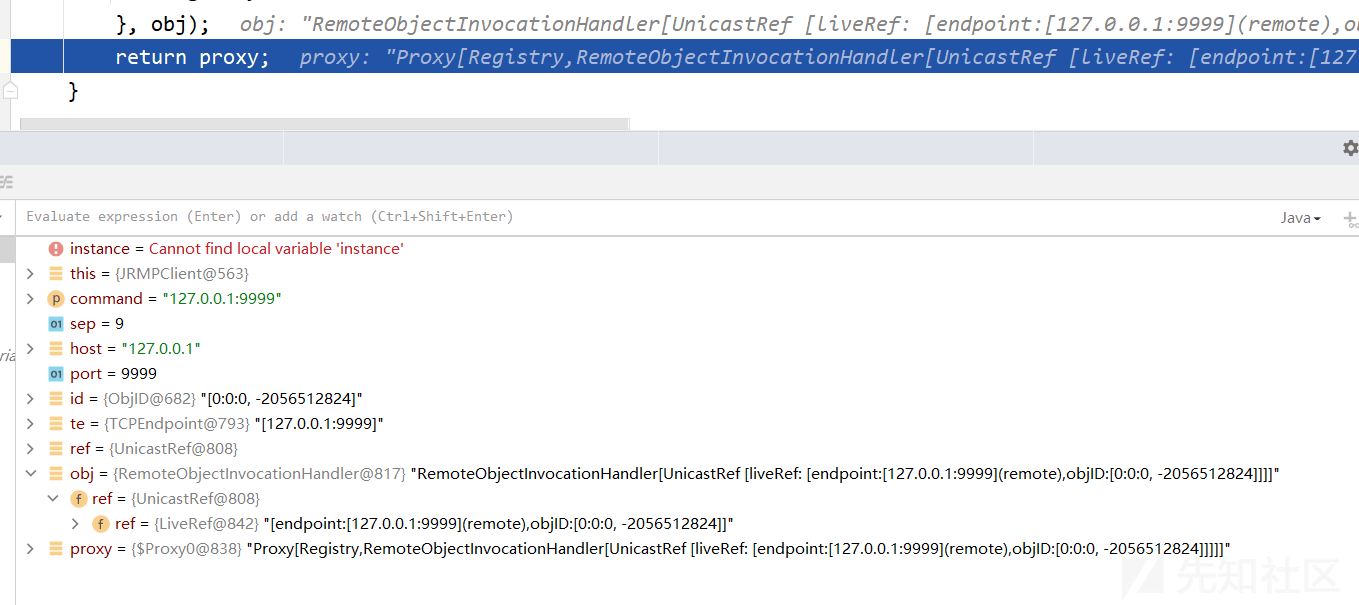 }, obj); obj: "RemoteObjectInvocationHandler[UnicastRef [liveRef: [endpoint:[127.0.0.1:9999](remote),ob
return proxy; proxy: "Proxy[Registry,RemoteObjectInvocationHandler[UnicastRef [liveRef: [endpoint:[127
}
Evaluate expression (Enter) or add a watch (Ctrl+Shift+Enter) Java
instance = Cannot find local variable 'instance'
this = {JRMPClient@563}
p command = "127.0.0.1:9999"
01 sep = 9
ria
host = "127.0.0.1"
01 port = 9999
id = {ObjID@682} "[0:0:0, -2056512824]"
te = {TCPEndpoint@793} "[127.0.0.1:9999]"
ref = {UnicastRef@808}
obj = {RemoteObjectInvocationHandler@817} "RemoteObjectInvocationHandler[UnicastRef [liveRef: [endpoint:[127.0.0.1:9999](remote),objID:[0:0:0, -2056512824]]]]"
f ref = {UnicastRef@808}
f ref = {LiveRef@842} "[endpoint:[127.0.0.1:9999](remote),objID:[0:0:0, -2056512824]]"
proxy = {$Proxy0@838} "Proxy[Registry,RemoteObjectInvocationHandler[UnicastRef [liveRef: [endpoint:[127.0.0.1:9999](remote),objID:[0:0:0, -2056512824]]]]]"
先知社区